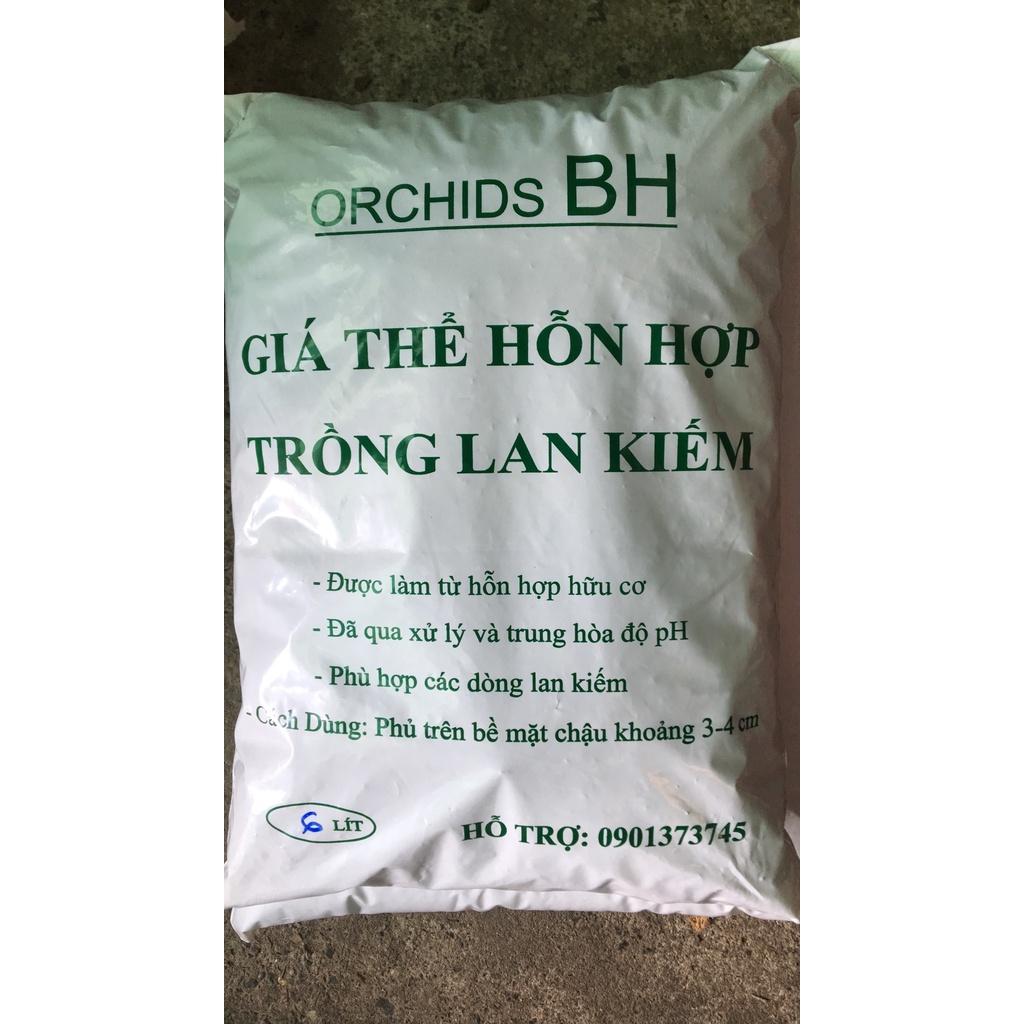 ORCHIDS BH
GIÁ THỂ HỖN HỢP
TRỒNG LAN KIẾM
- Được làm từ hỗn hợp hữu cơ
- Đã qua xử lý và trung hòa độ pH
- Phù hợp các dòng lan kiếm
- Cách Dùng: Phủ trên bề mặt chậu khoảng 3-4 cm
6 LÍT
HỖ TRỢ: 0901373745